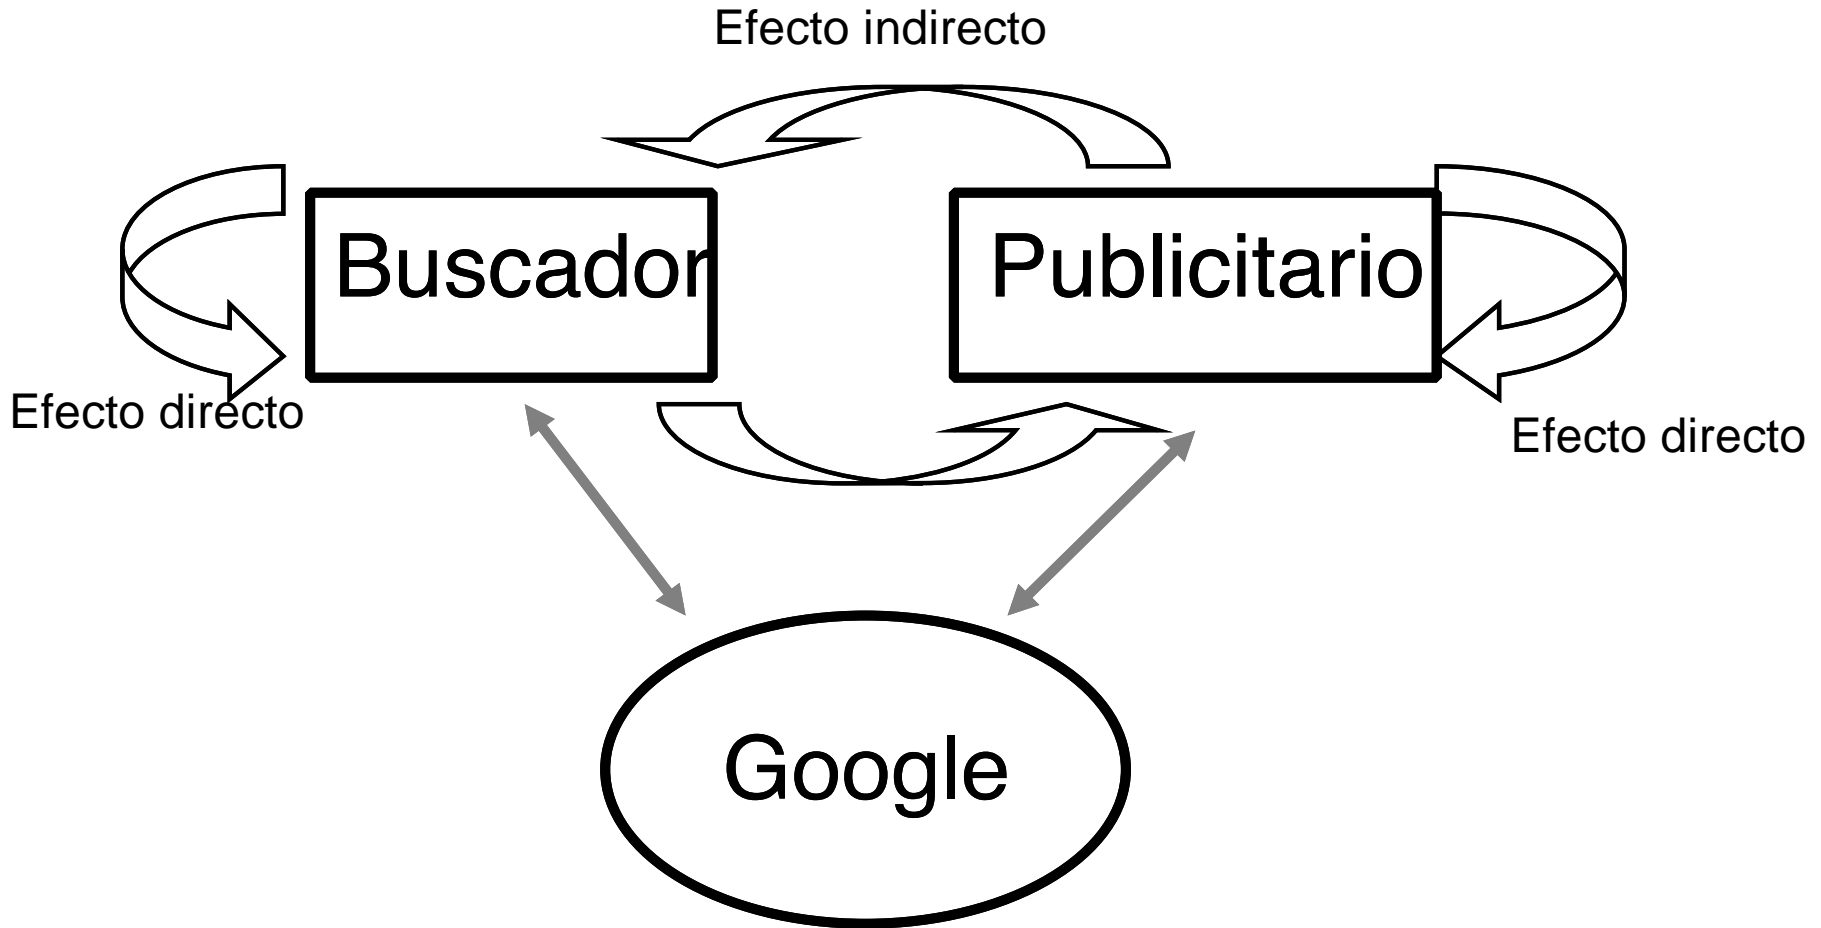 Efecto indirecto
Buscador
Publicitario
Efecto directo
Efecto directo
Google